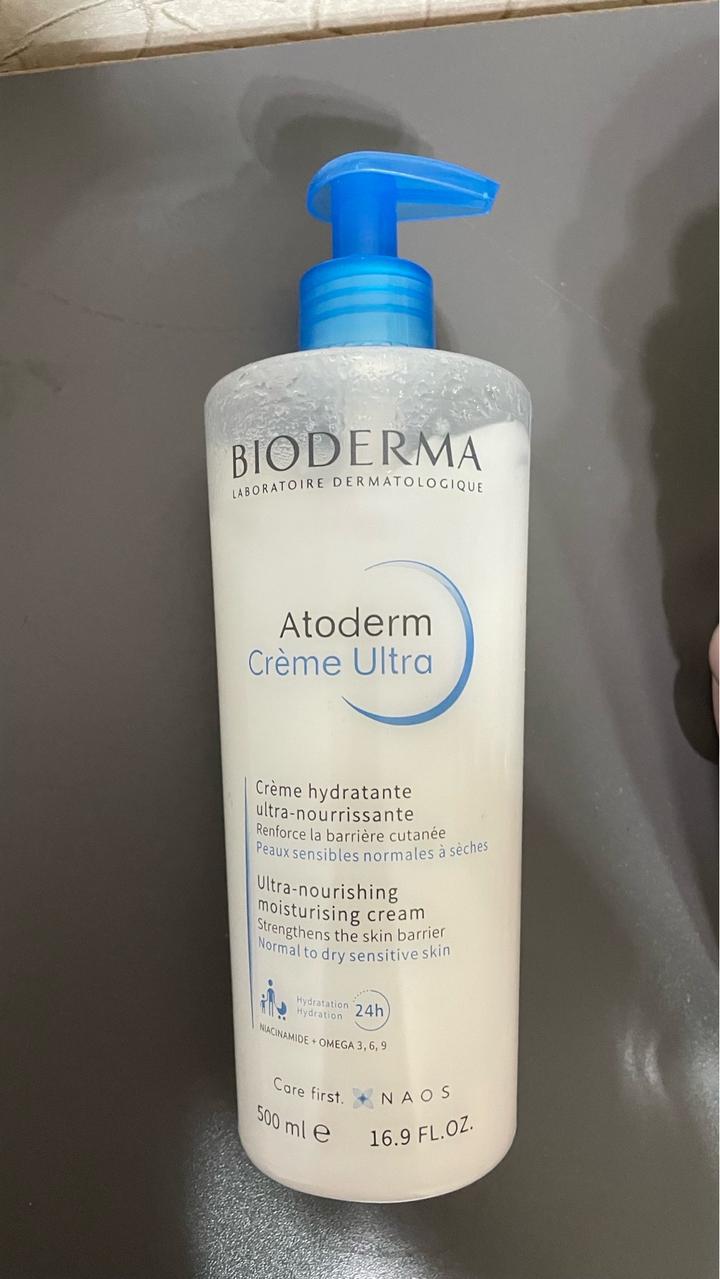 BIODERMA
LABORATOIRE DERMATOLOGIQUE
Atoderm
Crème Ultra
Crème hydratante
ultra-nourrissante
Renforce la barrière cutanée
Peaux sensibles normales à sèches
Ultra-nourishing
moisturising cream
Strengthens the skin barrier
Normal to dry sensitive skin
Hydratation
Hydration
24h
NIACINAMIDE + OMEGA 3, 6, 9
Care first. NAOS
500 ml e 16.9 FL.OZ.